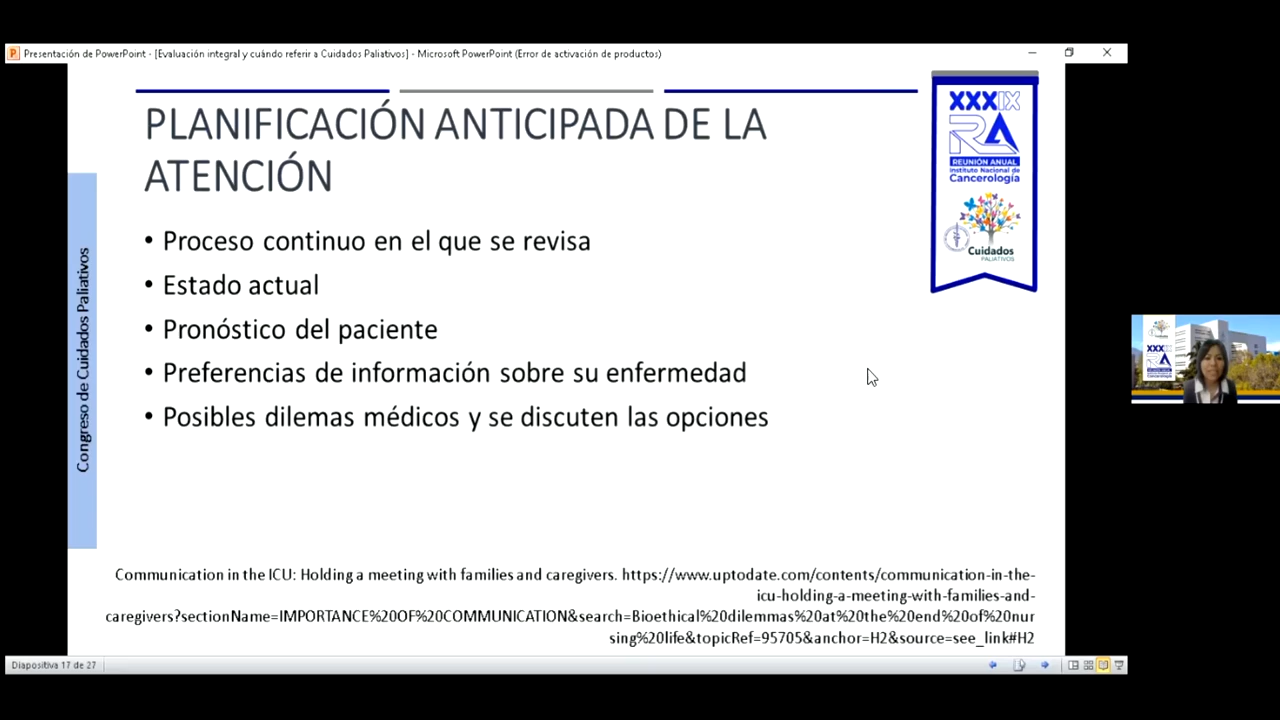 Presentación de PowerPoint - [Evaluación integral y cuándo referir a Cuidados Paliativos] - Microsoft PowerPoint (Error de activación de productos)
PLANIFICACIÓN ANTICIPADA DE LA
ATENCIÓN
• Proceso continuo en el que se revisa
• Estado actual
• Pronóstico del paciente
• Preferencias de información sobre su enfermedad
• Posibles dilemas médicos y se discuten las opciones
Congreso de Cuidados Paliativos
XXXIX
RA
REUNIÓN ANUAL
Instituto Nacional de
Cancerología
Cuidados
PALIATIVOS
Communication in the ICU: Holding a meeting with families and caregivers. https://www.uptodate.com/contents/communication-in-the-
icu-holding-a-meeting-with-families-and-
caregivers?sectionName=IMPORTANCE%20OF%20COMMUNICATION&search=Bioethical%20dilemmas%20at%20the%20end%20of%20nur
sing%20life&topicRef=95705&anchor=H2&source=see_link#H2
Diapositiva 17 de 27
XXXIX
RA